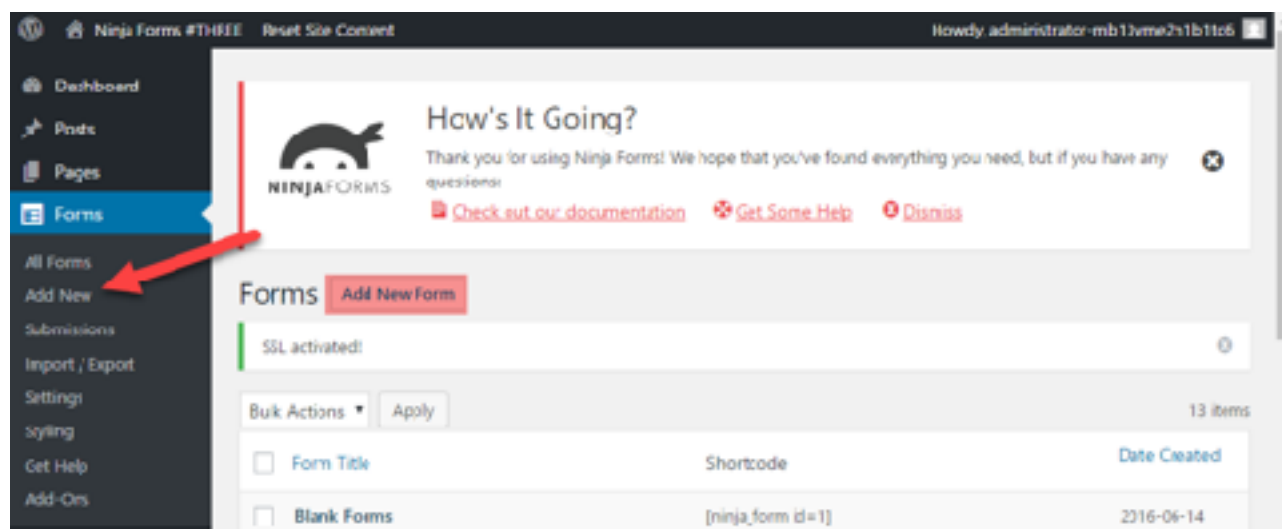 Ninja Forms #THREE Reset Site Content
Howdy, administrator-
Dashboard
Posts
Pages
Forms
All Forms
Add New
Submissions
Import / Export
Settings
Styling
Get Help
Add-Ons
NINJAFORMS
How's It Going?
Thank you for using Ninja Forms! We hope that you've found everything you need, but if you have any
questions:
Check out our documentation Get Some Help Dismiss
Forms Add New Form
SSL activated!
Bulk Actions Apply 13 items
Form Title Shortcode Date Created
Blank Forms [ninja_form id=1] 2016-06-14